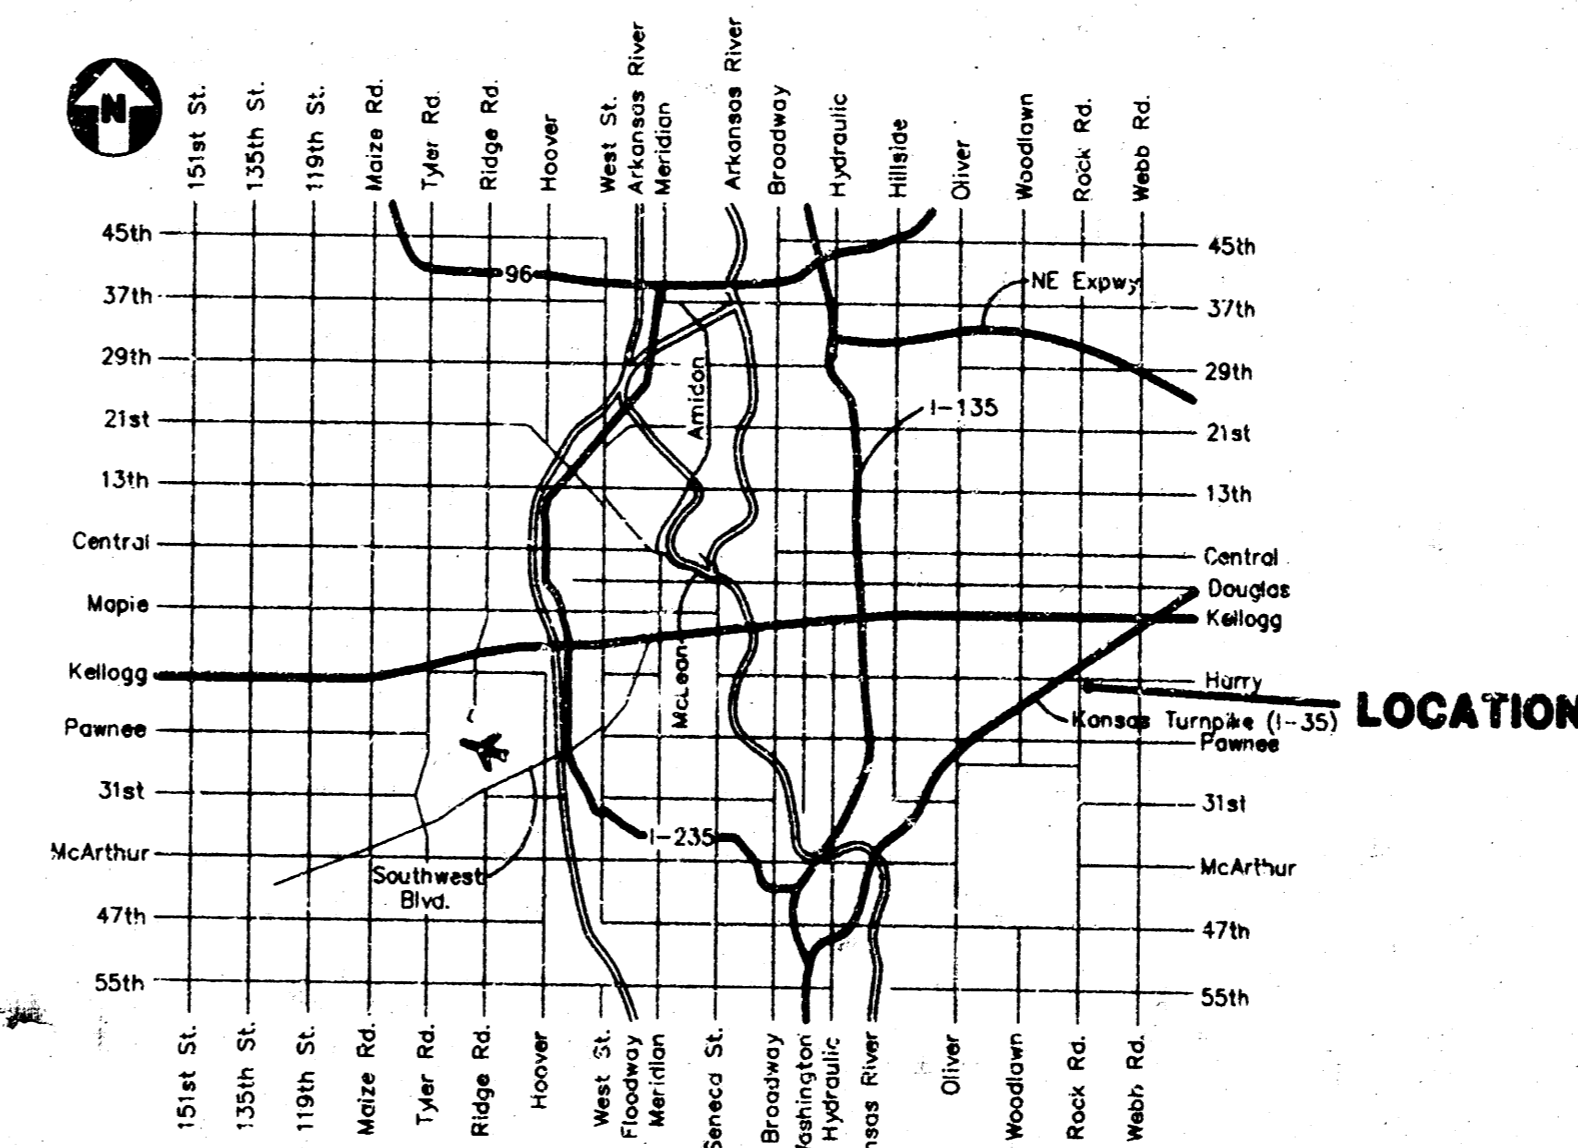 N
151st St.
135th St.
119th St.
Maize Rd.
Tyler Rd.
Ridge Rd.
Hoover
West St.
Arkansas River
Meridian
Arkansas River
Broadway
Hydraulic
Hillside
Oliver
Woodlawn
Rock Rd.
Webb Rd.
45th
45th
96
NE Expwy
37th
37th
29th
29th
Amidon
I-135
21st
21st
13th
13th
Central
Central
Douglas
Maple
Kellogg
Kellogg
McLean
Harry
LOCATION
Kansas Turnpike (I-35)
Pawnee
Pawnee
31st
31st
I-235
McArthur
McArthur
Southwest
Blvd.
47th
47th
55th
55th
151st St.
135th St.
119th St.
Maize Rd.
Tyler Rd.
Ridge Rd.
Hoover
West St.
Floodway
Meridian
Seneca St.
Broadway
ashington
Hydraulic
nsas River
Oliver
Woodlawn
Rock Rd.
Webb Rd.